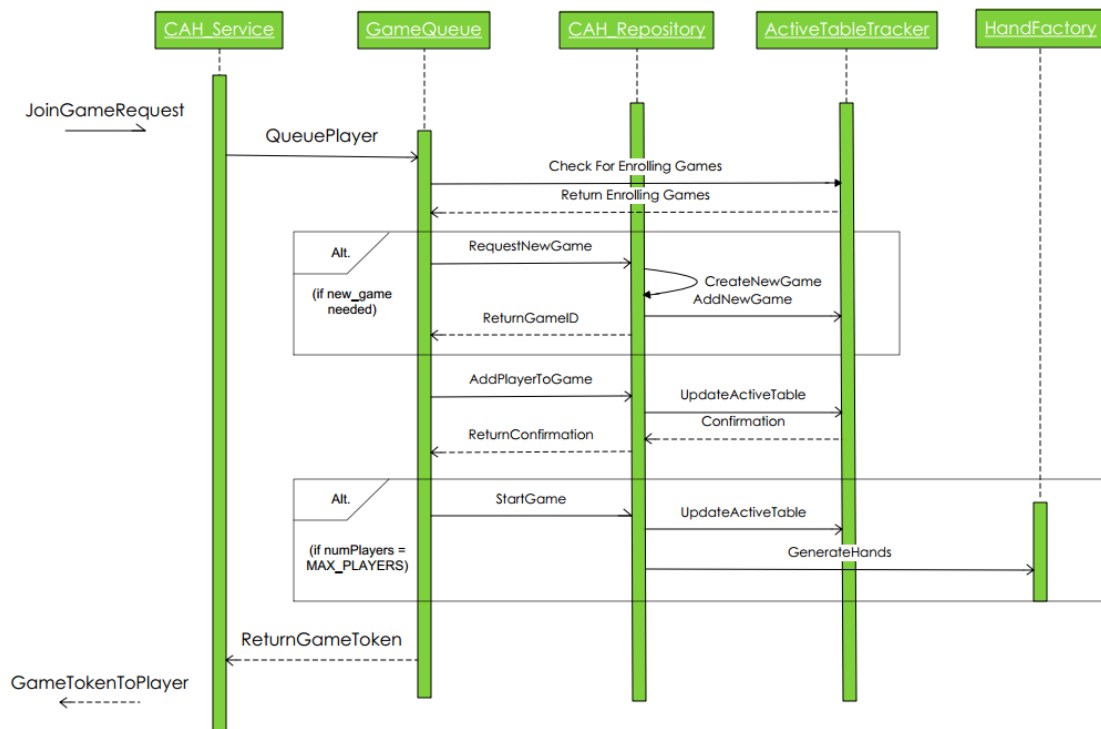 CAH_Service
GameQueue
CAH_Repository
ActiveTableTracker
HandFactory
JoinGameRequest
QueuePlayer
Check For Enrolling Games
Return Enrolling Games
Alt.
RequestNewGame
(if new_game
needed)
CreateNewGame
AddNewGame
ReturnGameID
AddPlayerToGame
UpdateActiveTable
Confirmation
ReturnConfirmation
Alt.
StartGame
UpdateActiveTable
(if numPlayers =
MAX_PLAYERS)
GenerateHands
ReturnGameToken
GameTokenToPlayer